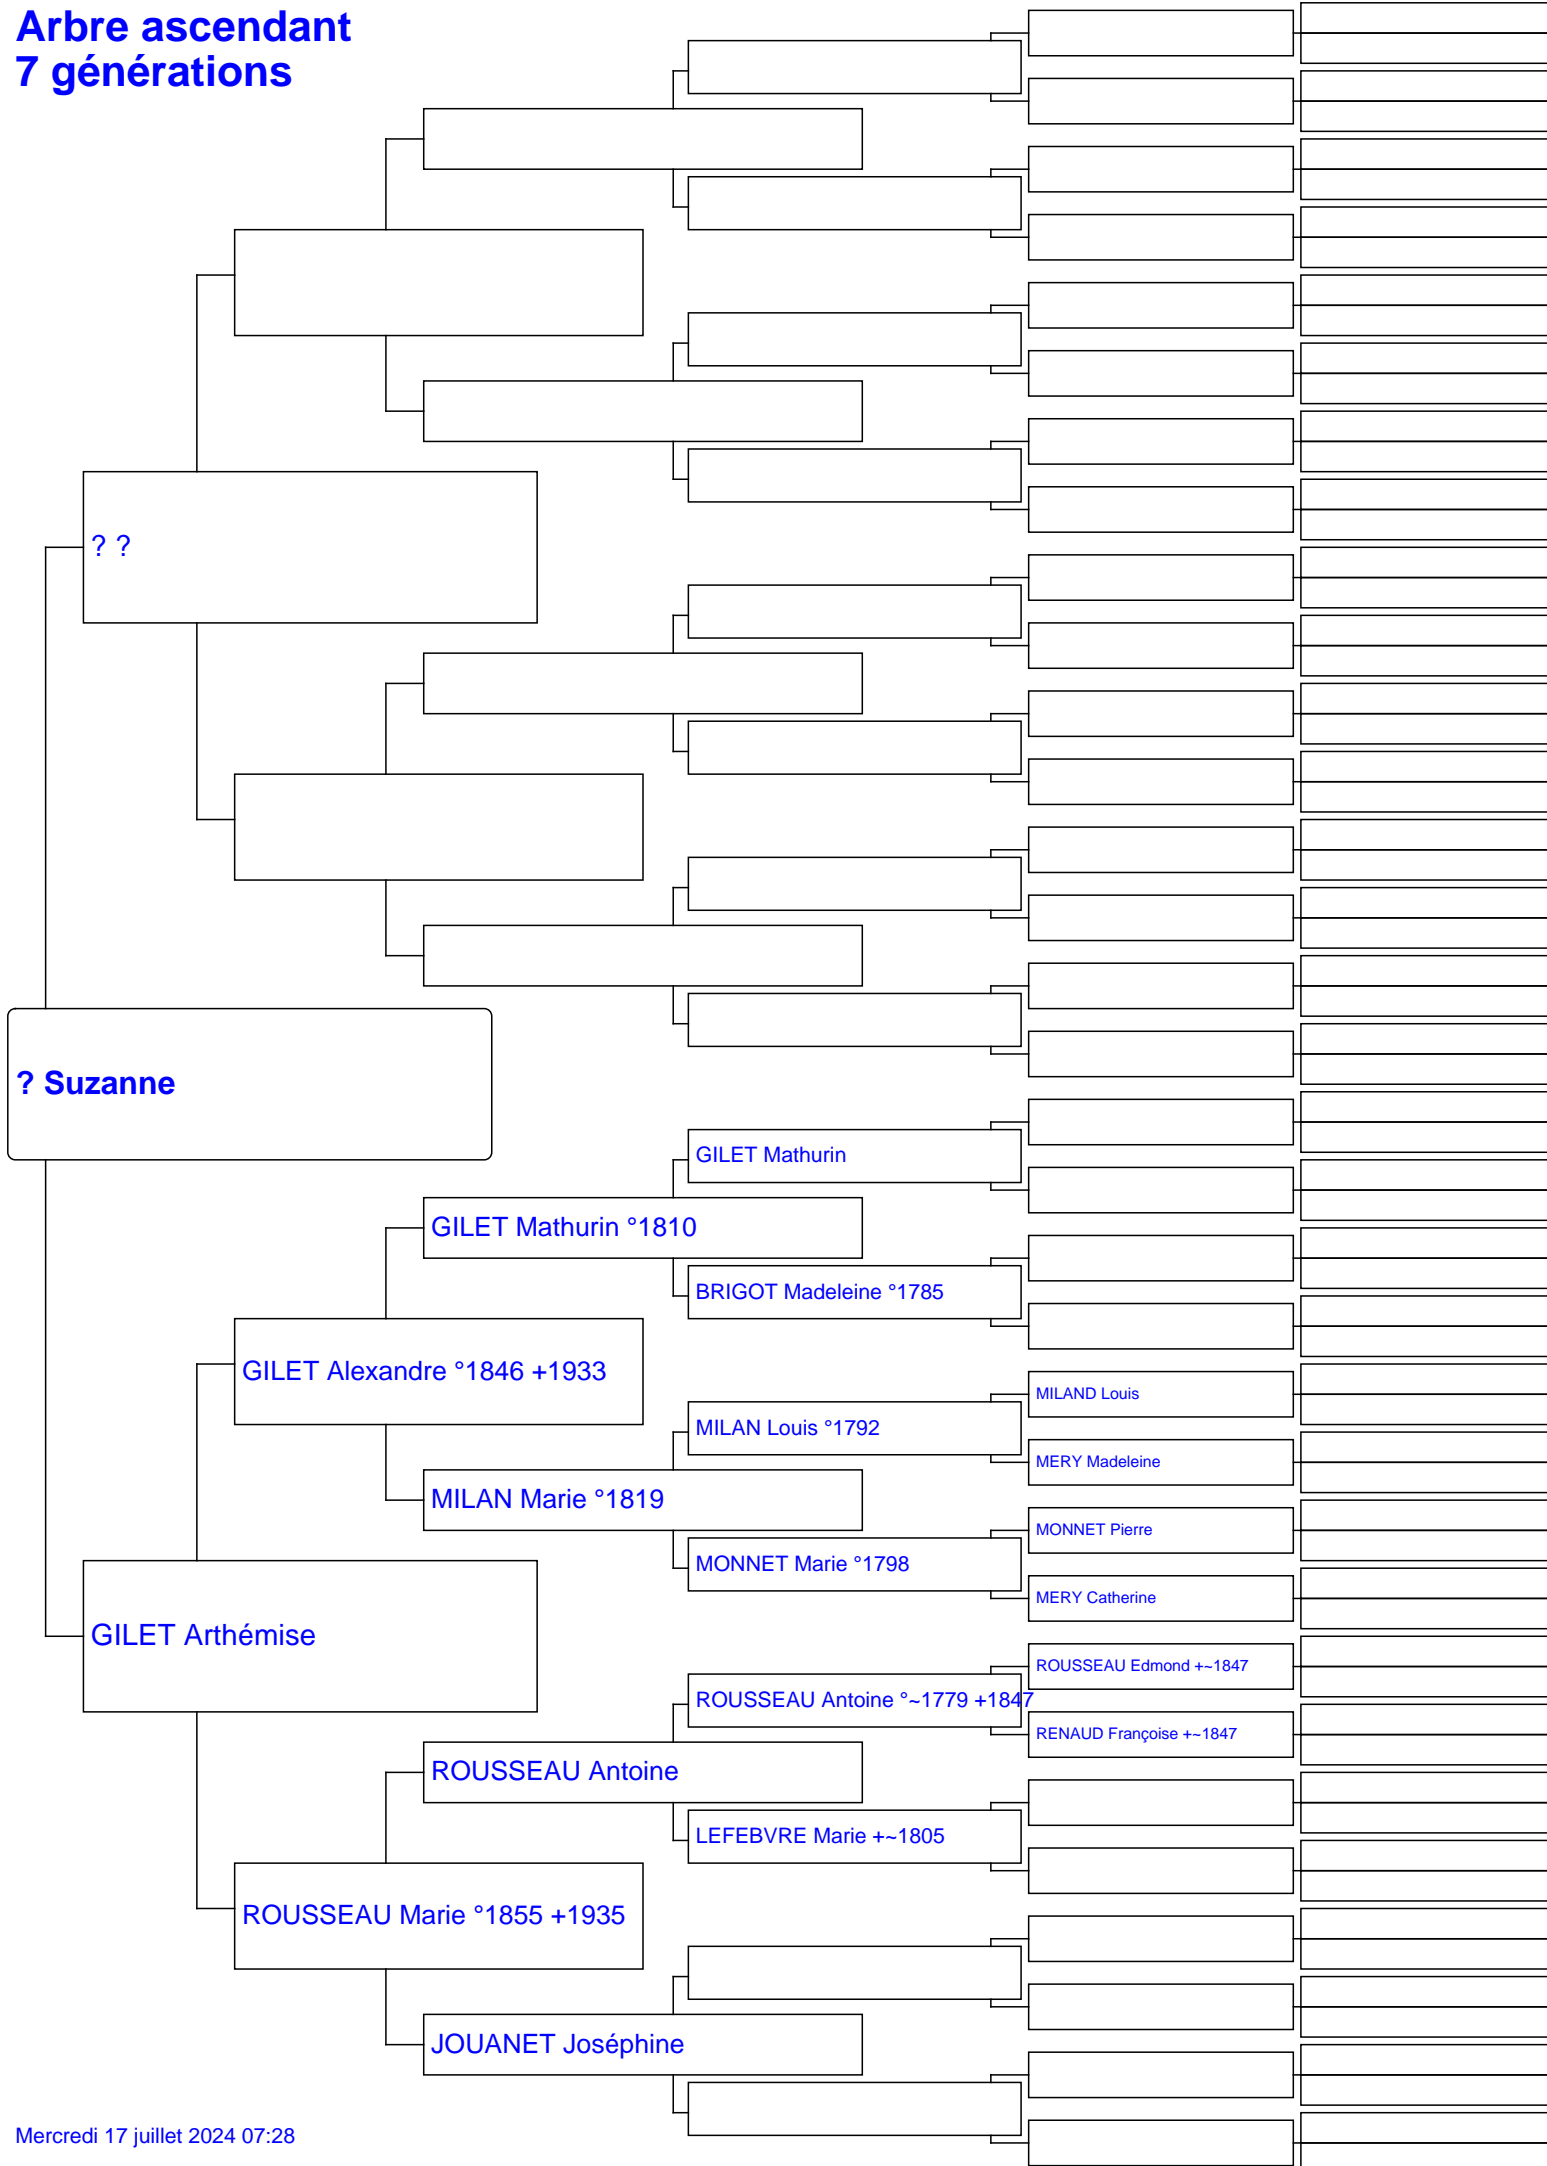 Arbre ascendant
7 générations
? ?
? Suzanne
GILET Mathurin
GILET Mathurin °1810
BRIGOT Madeleine °1785
GILET Alexandre °1846 +1933
MILAND Louis
MILAN Louis °1792
MERY Madeleine
MILAN Marie °1819
MONNET Pierre
MONNET Marie °1798
MERY Catherine
GILET Arthémise
ROUSSEAU Edmond +~1847
ROUSSEAU Antoine °~1779 +1847
RENAUD Françoise +~1847
ROUSSEAU Antoine
LEFEBVRE Marie +~1805
ROUSSEAU Marie °1855 +1935
JOUANET Joséphine
Mercredi 17 juillet 2024 07:28